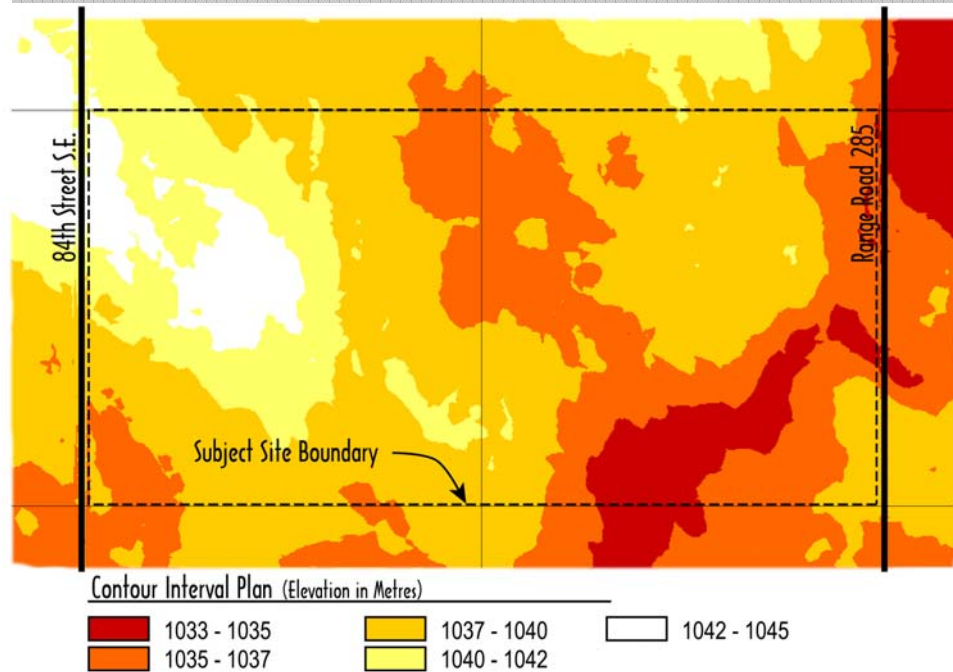 84th Street S.E.
Range Road 285
Subject Site Boundary
Contour Interval Plan (Elevation in Metres)
1033 - 1035
1037 - 1040
1042 - 1045
1035 - 1037
1040 - 1042